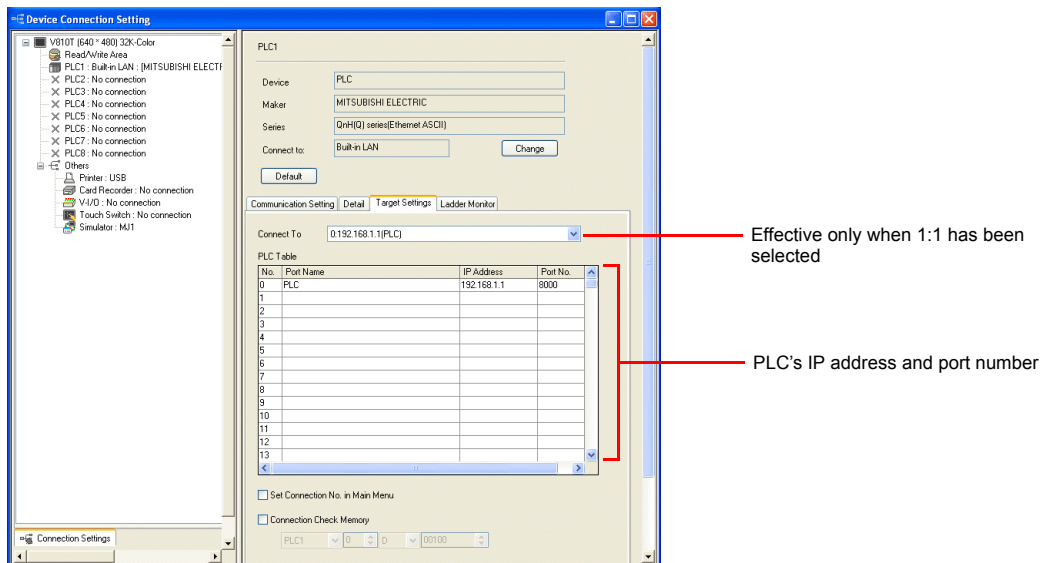 Device Connection Setting
V810T (640 * 480) 32K-Color
Read/Write Area
PLC1 : Built-in LAN : [MITSUBISHI ELECTF
PLC2 : No connection
PLC3 : No connection
PLC4 : No connection
PLC5 : No connection
PLC6 : No connection
PLC7 : No connection
PLC8 : No connection
Others
Printer : USB
Card Recorder : No connection
V-I/O : No connection
Touch Switch : No connection
Simulator : MJ1
Connection Settings
PLC1
Device PLC
Maker MITSUBISHI ELECTRIC
Series QnH(Q) series(Ethernet ASCII)
Connect to: Built-in LAN Change
Default
Communication Setting Detail Target Settings Ladder Monitor
Connect To 0:192.168.1.1(PLC)
PLC Table
No. Port Name IP Address Port No.
0 PLC 192.168.1.1 8000
1
2
3
4
5
6
7
8
9
10
11
12
13
Set Connection No. in Main Menu
Connection Check Memory
PLC1 0 D 00100
Effective only when 1:1 has been
selected
PLC's IP address and port number